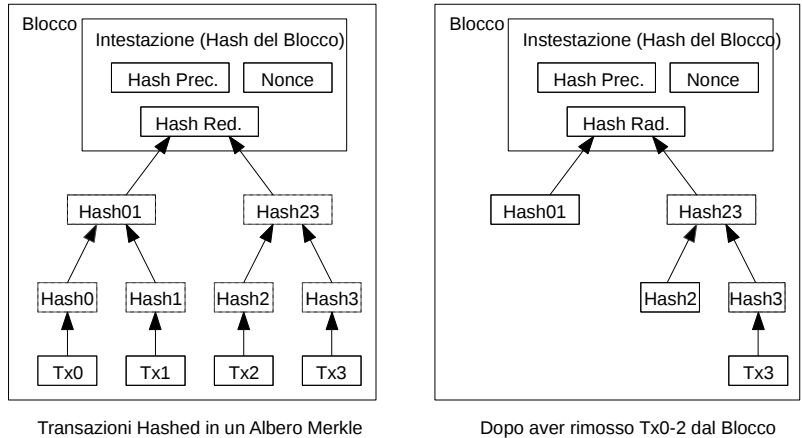 Blocco
Intestazione (Hash del Blocco)
Hash Prec.
Nonce
Hash Red.
Hash01
Hash23
Hash0
Hash1
Hash2
Hash3
Tx0
Tx1
Tx2
Tx3
Transazioni Hashed in un Albero Merkle
Blocco
Instestazione (Hash del Blocco)
Hash Prec.
Nonce
Hash Rad.
Hash01
Hash23
Hash2
Hash3
Tx3
Dopo aver rimosso Tx0-2 dal Blocco